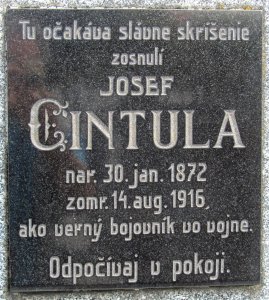 Tu očakáva slávne skríšenie
zosnulí
JOSEF
CINTULA
nar. 30. jan. 1872
zomr. 14. aug. 1916,
ako verný bojovník vo vojne.
Odpočívaj v pokoji.